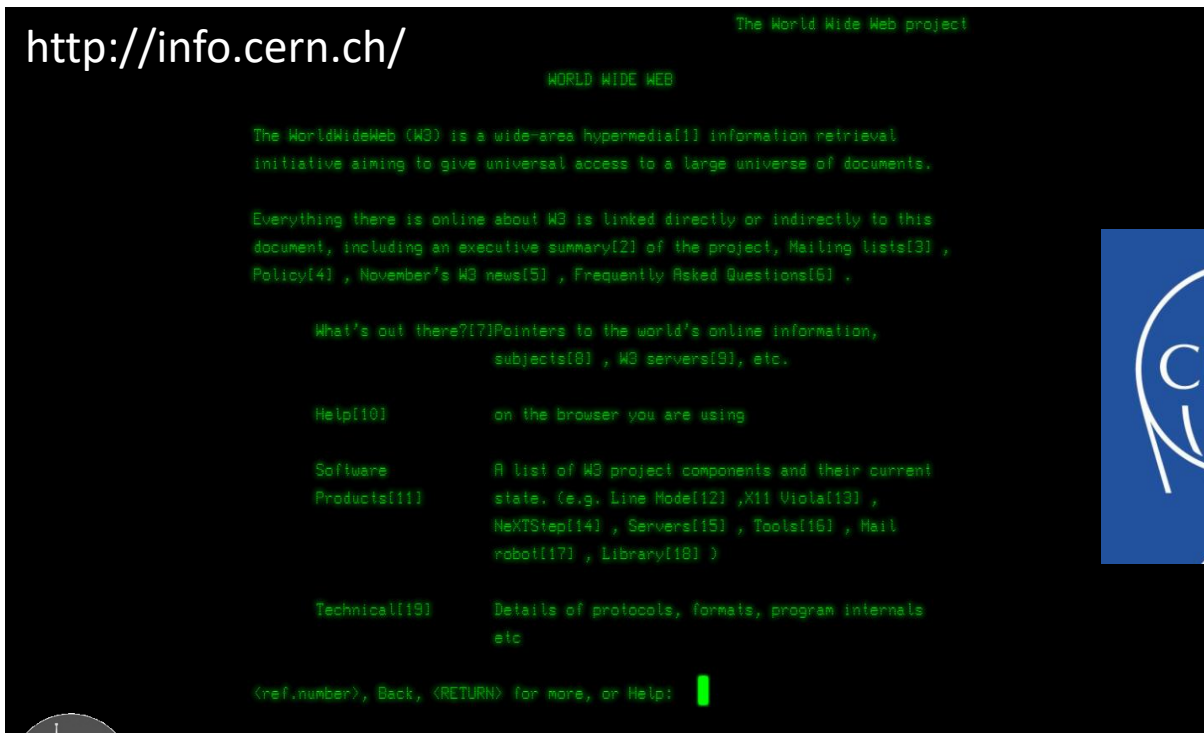 http://info.cern.ch/
The World Wide Web project
WORLD WIDE WEB
The WorldWideWeb (W3) is a wide-area hypermedia[1] information retrieval
initiative aiming to give universal access to a large universe of documents.
Everything there is online about W3 is linked directly or indirectly to this
document, including an executive summary[2] of the project, Mailing lists[3] ,
Policy[4] , November's W3 news[5] , Frequently Asked Questions[6] .
What's out there?[7]Pointers to the world's online information,
subjects[8] , W3 servers[9], etc.
Help[10] on the browser you are using
Software A list of W3 project components and their current
Products[11] state. (e.g. Line Mode[12] ,X11 Viola[13] ,
NeXTStep[14] , Servers[15] , Tools[16] , Mail
robot[17] , Library[18] )
Technical[19] Details of protocols, formats, program internals
etc
<ref.number>, Back, <RETURN> for more, or Help: